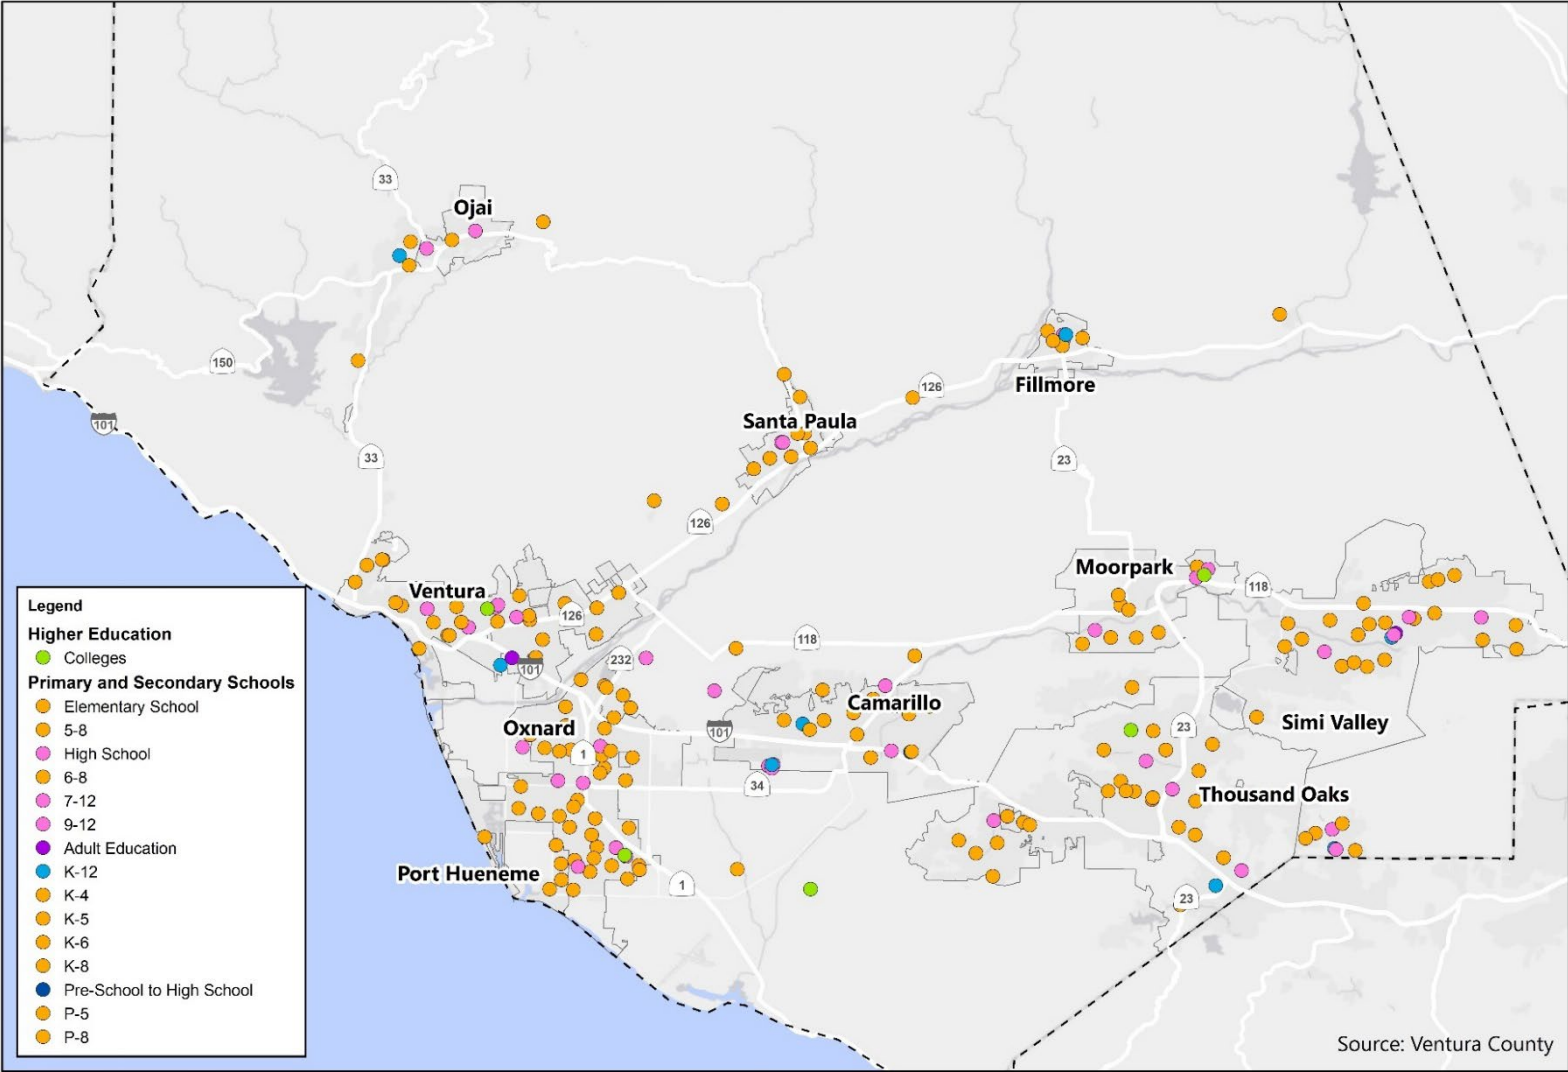 33
Ojai
150
101
33
126
Fillmore
Santa Paula
23
126
Moorpark
118
Ventura
126
118
232
101
Camarillo
Oxnard
101
1
34
23
Simi Valley
Thousand Oaks
Port Hueneme
1
23
Legend
Higher Education
Colleges
Primary and Secondary Schools
Elementary School
5-8
High School
6-8
7-12
9-12
Adult Education
K-12
K-4
K-5
K-6
K-8
Pre-School to High School
P-5
P-8
Source: Ventura County